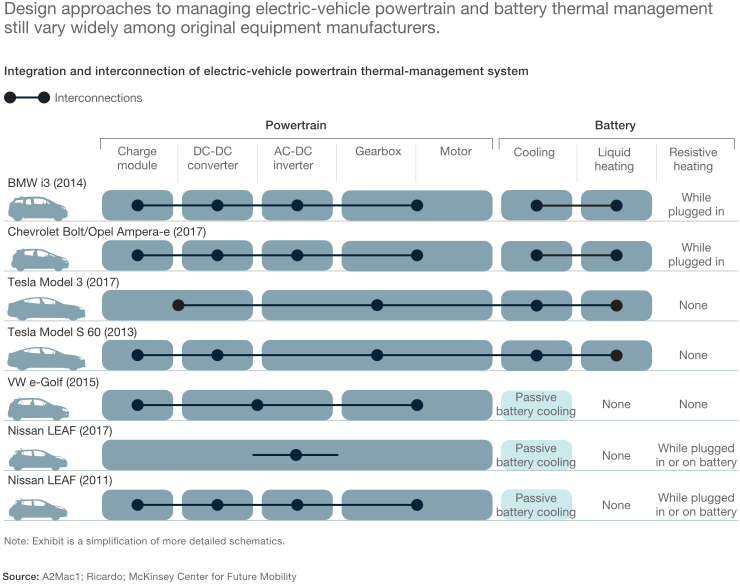 Design approaches to managing electric-vehicle powertrain and battery thermal management
still vary widely among original equipment manufacturers.
Integration and interconnection of electric-vehicle powertrain thermal-management system
Interconnections
Powertrain
Battery
Charge
module
DC-DC
converter
AC-DC
inverter
Gearbox
Motor
Cooling
Liquid
heating
Resistive
heating
BMW i3 (2014)
While
plugged in
Chevrolet Bolt/Opel Ampera-e (2017)
While
plugged in
Tesla Model 3 (2017)
None
Tesla Model S 60 (2013)
None
VW e-Golf (2015)
Passive
battery cooling
None
None
Nissan LEAF (2017)
Passive
battery cooling
None
While plugged
in or on battery
Nissan LEAF (2011)
Passive
battery cooling
None
While plugged
in or on battery
Note: Exhibit is a simplification of more detailed schematics.
Source: A2Mac1; Ricardo; McKinsey Center for Future Mobility